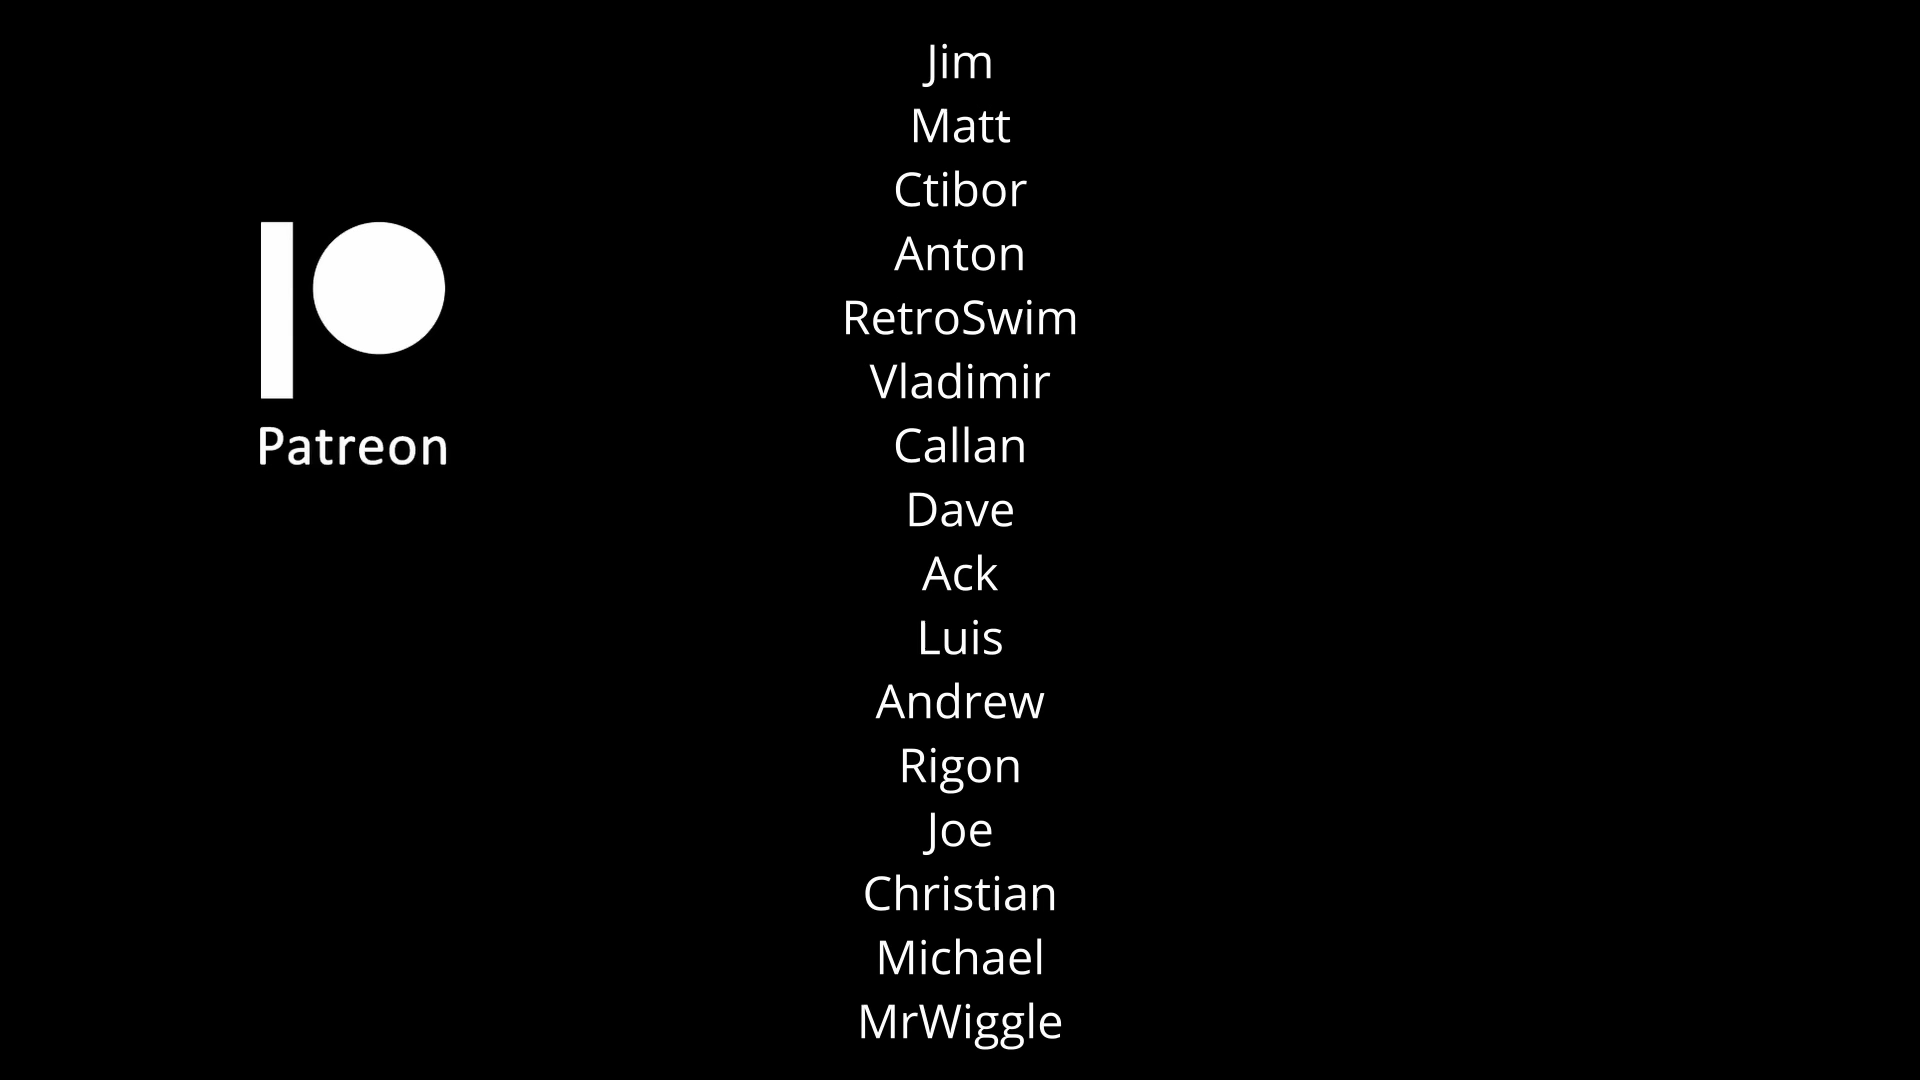 Patreon
Jim
Matt
Ctibor
Anton
RetroSwim
Vladimir
Callan
Dave
Ack
Luis
Andrew
Rigon
Joe
Christian
Michael
MrWiggle